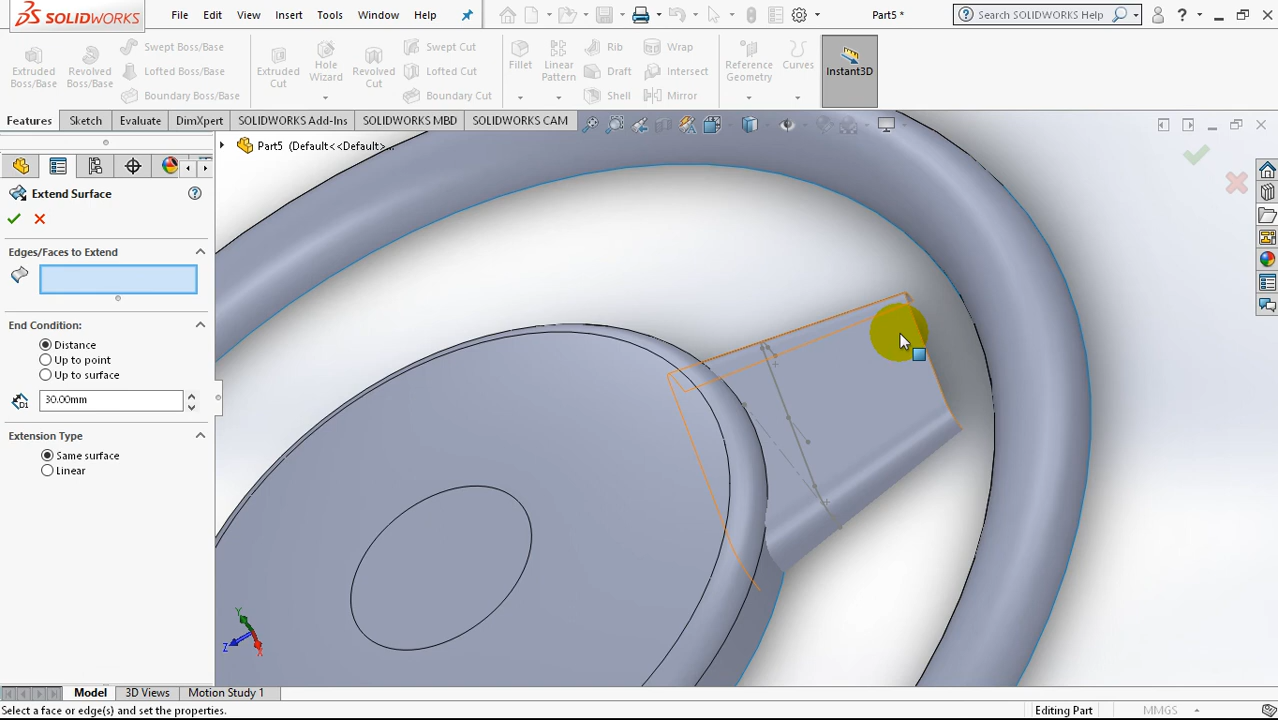 SOLIDWORKS File Edit View Insert Tools Window Help Part5 * Search SOLIDWORKS Help ?
Extruded Boss/Base
Revolved Boss/Base
Swept Boss/Base
Lofted Boss/Base
Boundary Boss/Base
Extruded Cut
Hole Wizard
Revolved Cut
Swept Cut
Lofted Cut
Boundary Cut
Fillet
Linear Pattern
Rib
Draft
Shell
Wrap
Intersect
Mirror
Reference Geometry
Curves
Instant3D
Features Sketch Evaluate DimXpert SOLIDWORKS Add-Ins SOLIDWORKS MBD SOLIDWORKS CAM
Part5 (Default<<Default>...
Extend Surface
Edges/Faces to Extend
End Condition:
Distance
Up to point
Up to surface
D1 30.00mm
Extension Type
Same surface
Linear
Y
Z
X
Model 3D Views Motion Study 1
Select a face or edge(s) and set the properties. Editing Part MMGS